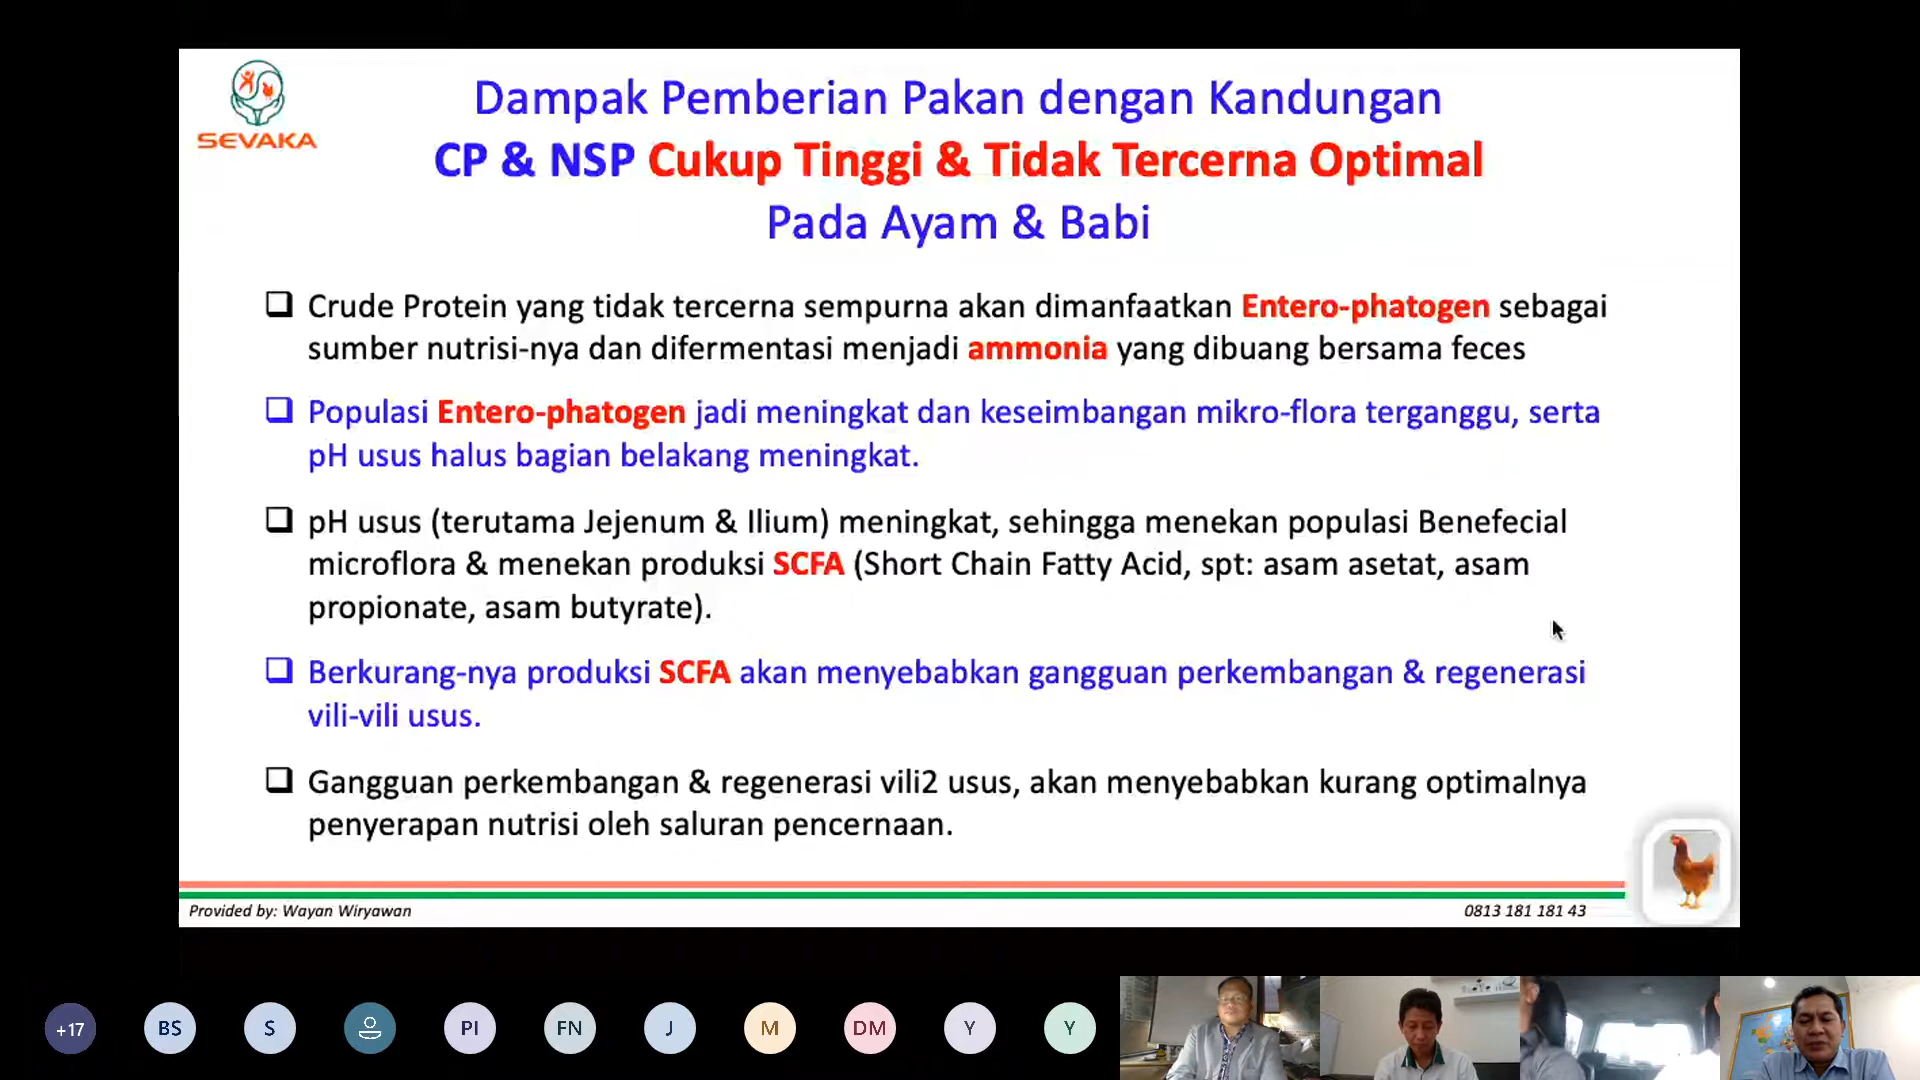 SEVAKA
Dampak Pemberian Pakan dengan Kandungan
CP & NSP Cukup Tinggi & Tidak Tercerna Optimal
Pada Ayam & Babi
Crude Protein yang tidak tercerna sempurna akan dimanfaatkan Entero-phatogen sebagai
sumber nutrisi-nya dan difermentasi menjadi ammonia yang dibuang bersama feces
Populasi Entero-phatogen jadi meningkat dan keseimbangan mikro-flora terganggu, serta
pH usus halus bagian belakang meningkat.
pH usus (terutama Jejenum & Ilium) meningkat, sehingga menekan populasi Benefecial
microflora & menekan produksi SCFA (Short Chain Fatty Acid, spt: asam asetat, asam
propionate, asam butyrate).
Berkurang-nya produksi SCFA akan menyebabkan gangguan perkembangan & regenerasi
vili-vili usus.
Gangguan perkembangan & regenerasi vili2 usus, akan menyebabkan kurang optimalnya
penyerapan nutrisi oleh saluran pencernaan.
Provided by: Wayan Wiryawan
0813 181 181 43
+17
BS
S
PI
FN
J
M
DM
Y
Y